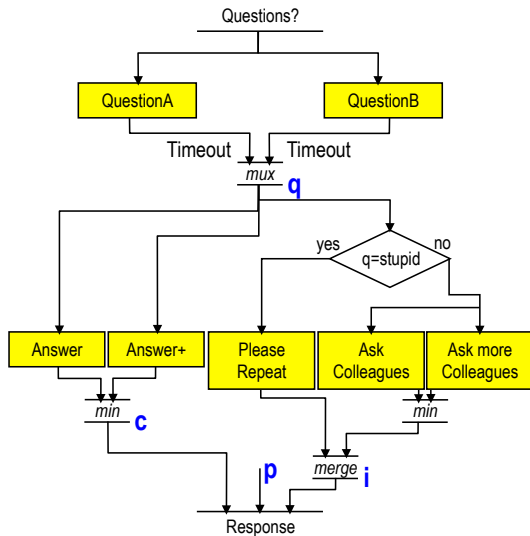 Questions?
QuestionA
QuestionB
Timeout
Timeout
mux
q
yes
no
q=stupid
Answer
Answer+
Please
Repeat
Ask
Colleagues
Ask more
Colleagues
min
c
min
p
merge
i
Response